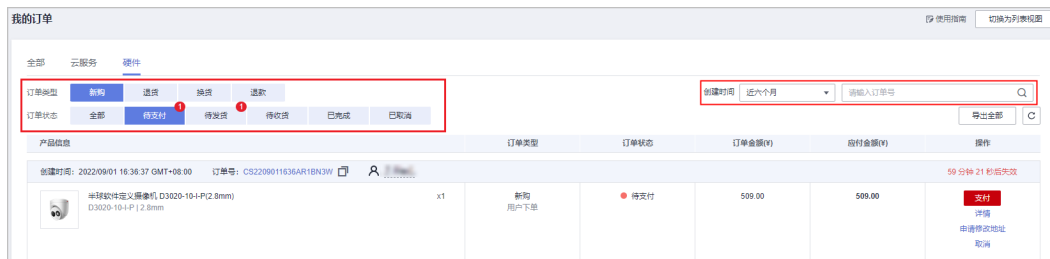 我的订单 使用指南 切换为列表视图
全部 云服务 硬件
订单类型 新购 退货 换货 退款 创建时间 近六个月 请输入订单号
1 1
订单状态 全部 待支付 待发货 待收货 已完成 已取消 导出全部
产品信息 订单类型 订单状态 订单金额(¥) 应付金额(¥) 操作
创建时间: 2022/09/01 16:36:37 GMT+08:00 订单号: CS2209011636AR1BN3W 59 分钟 21 秒后失效
半球软件定义摄像机 D3020-10-I-P(2.8mm) x1 新购 待支付 509.00 509.00 支付
D3020-10-I-P | 2.8mm 用户下单 详情
申请修改地址
取消